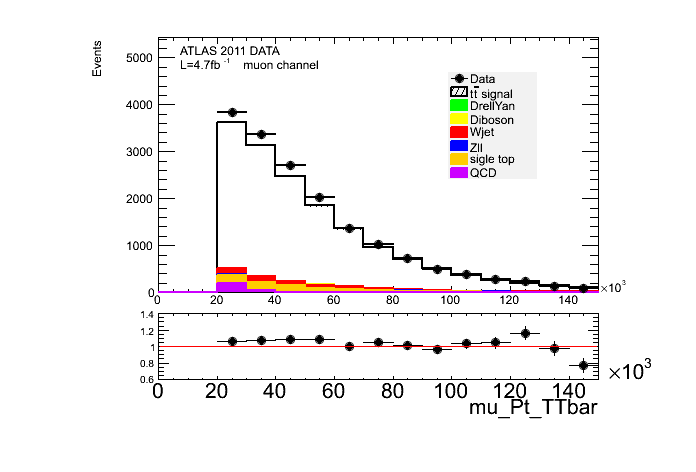 Events
ATLAS 2011 DATA
L=4.7fb -1 muon channel
Data
tt̄ signal
DrellYan
Diboson
Wjet
Zll
sigle top
QCD
5000
4000
3000
2000
1000
0
0 20 40 60 80 100 120 140 ×10³
1.4
1.2
1
0.8
0.6
0 20 40 60 80 100 120 140 ×10³
mu_Pt_TTbar